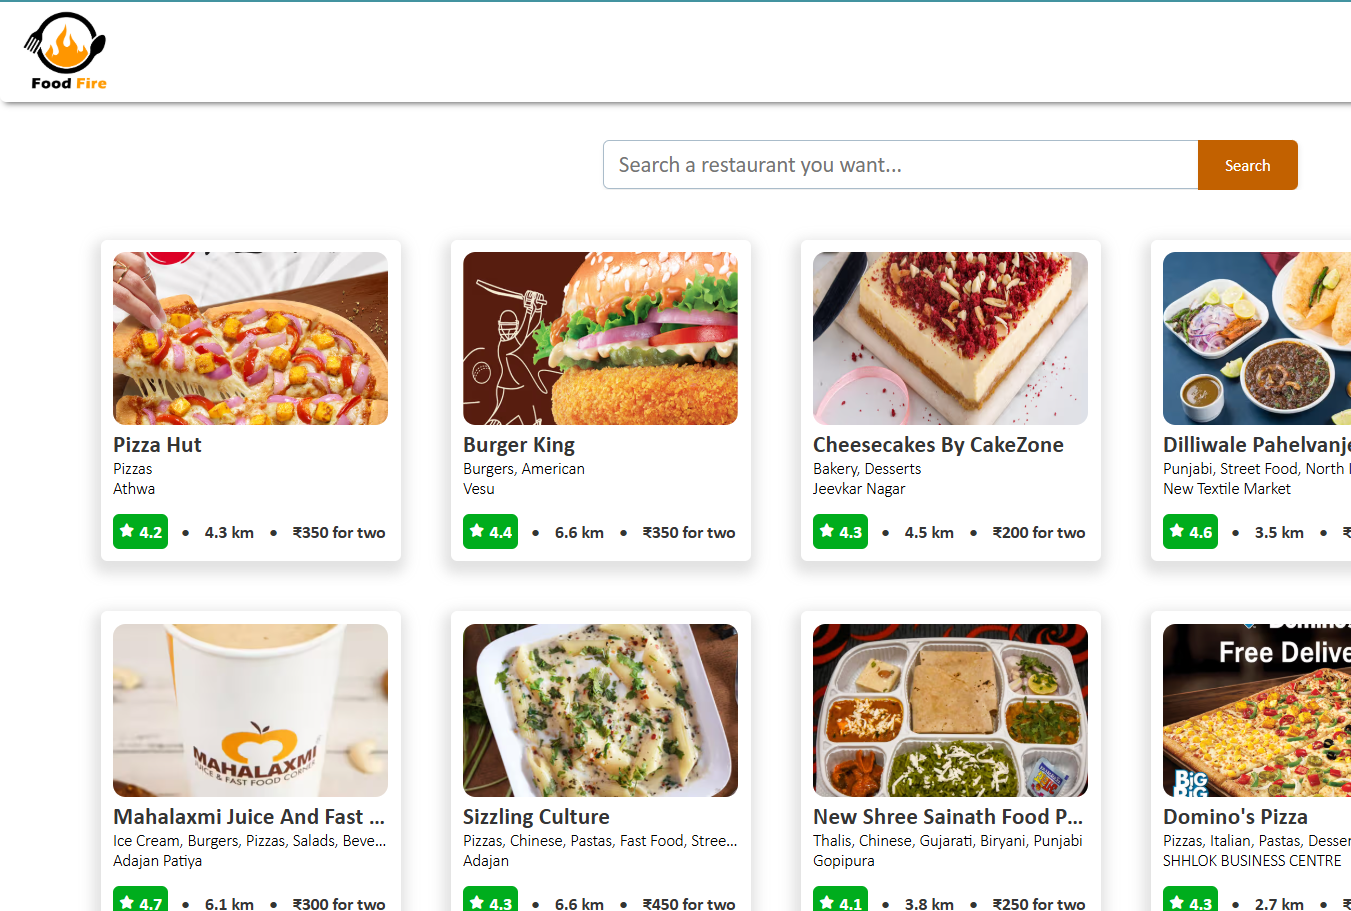 Food Fire
Search a restaurant you want...
Search
Pizza Hut
Pizzas
Athwa
4.2 • 4.3 km • ₹350 for two
Burger King
Burgers, American
Vesu
4.4 • 6.6 km • ₹350 for two
Cheesecakes By CakeZone
Bakery, Desserts
Jeevkar Nagar
4.3 • 4.5 km • ₹200 for two
Dilliwale Pahelvanj
Punjabi, Street Food, North
New Textile Market
4.6 • 3.5 km • ₹
MAHALAXMI
JUICE & FAST FOOD CORNER
Mahalaxmi Juice And Fast ...
Ice Cream, Burgers, Pizzas, Salads, Beve...
Adajan Patiya
4.7 • 6.1 km • ₹300 for two
Sizzling Culture
Pizzas, Chinese, Pastas, Fast Food, Stree...
Adajan
4.3 • 6.6 km • ₹450 for two
New Shree Sainath Food P...
Thalis, Chinese, Gujarati, Biryani, Punjabi
Gopipura
4.1 • 3.8 km • ₹250 for two
Domino's
Free Delive
BIG
BIG
Domino's Pizza
Pizzas, Italian, Pastas, Desser
SHHLOK BUSINESS CENTRE
4.3 • 2.7 km • ₹